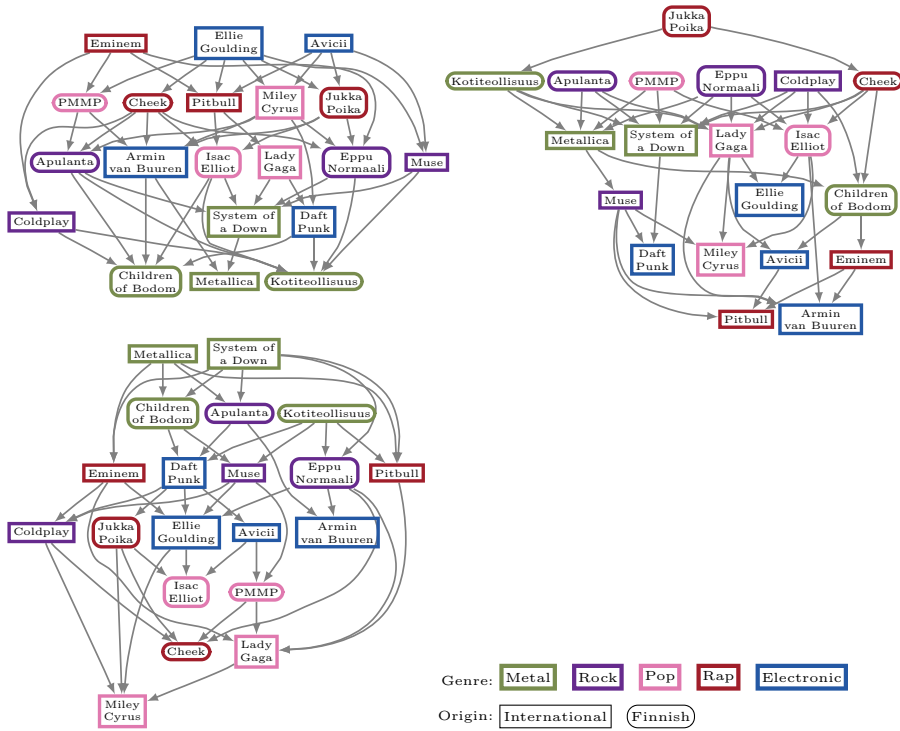 Eminem
Ellie
Goulding
Avicii
PMMP
Cheek
Pitbull
Miley
Cyrus
Jukka
Poika
Apulanta
Armin
van Buuren
Isac
Elliot
Lady
Gaga
Eppu
Normaali
Muse
Coldplay
System of
a Down
Daft
Punk
Children
of Bodom
Metallica
Kotiteollisuus
Jukka
Poika
Kotiteollisuus
Apulanta
PMMP
Eppu
Normaali
Coldplay
Cheek
Metallica
System of
a Down
Lady
Gaga
Isac
Elliot
Muse
Ellie
Goulding
Children
of Bodom
Daft
Punk
Miley
Cyrus
Avicii
Eminem
Pitbull
Armin
van Buuren
Metallica
System of
a Down
Children
of Bodom
Apulanta
Kotiteollisuus
Eminem
Daft
Punk
Muse
Eppu
Normaali
Pitbull
Coldplay
Jukka
Poika
Ellie
Goulding
Avicii
Armin
van Buuren
Isac
Elliot
PMMP
Cheek
Lady
Gaga
Miley
Cyrus
Genre: Metal Rock Pop Rap Electronic
Origin: International Finnish